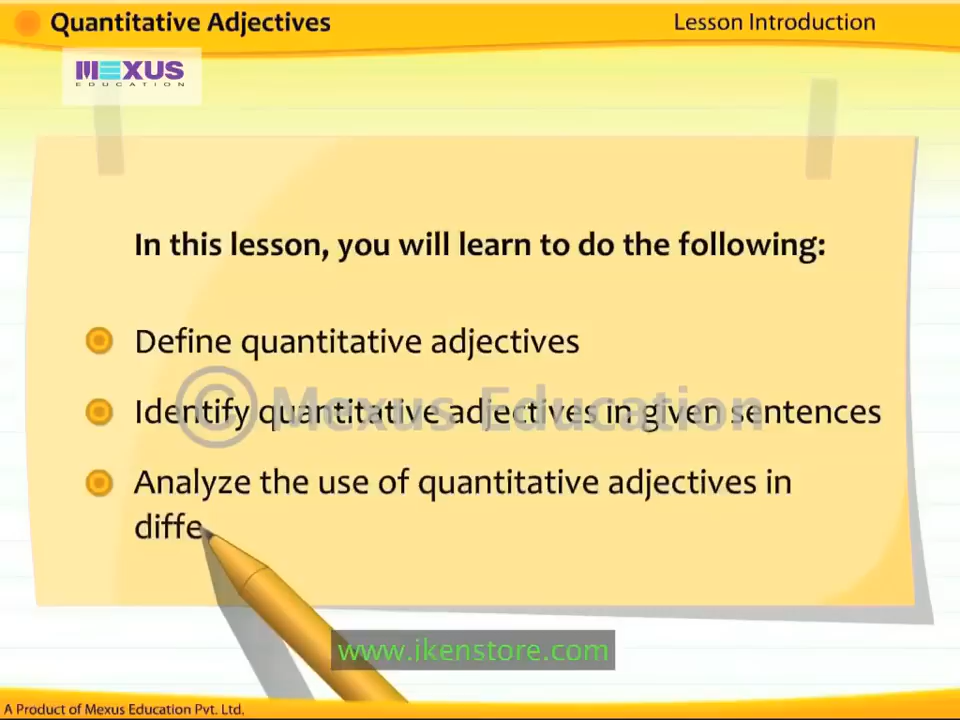 Quantitative Adjectives
Lesson Introduction
MEXUS
EDUCATION
In this lesson, you will learn to do the following:
Define quantitative adjectives
Identify quantitative adjectives in given sentences
© Mexus Education
Analyze the use of quantitative adjectives in
diffe
www.ikenstore.com
A Product of Mexus Education Pvt. Ltd.